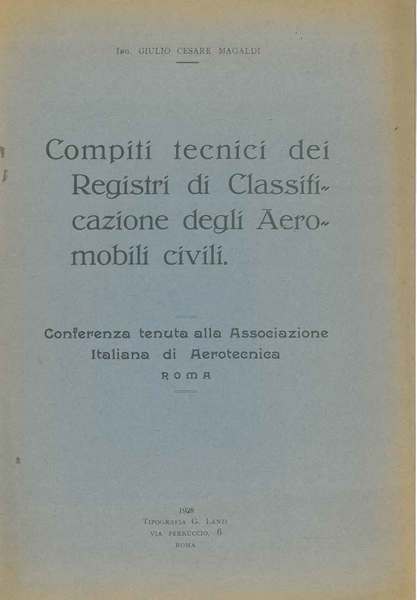 Ing. GIULIO CESARE MAGALDI
Compiti tecnici dei
Registri di Classifi-
cazione degli Aero-
mobili civili.
Conferenza tenuta alla Associazione
Italiana di Aerotecnica
ROMA
1928
TIPOGRAFIA G. LANDI
VIA FERRUCCIO, 6
ROMA